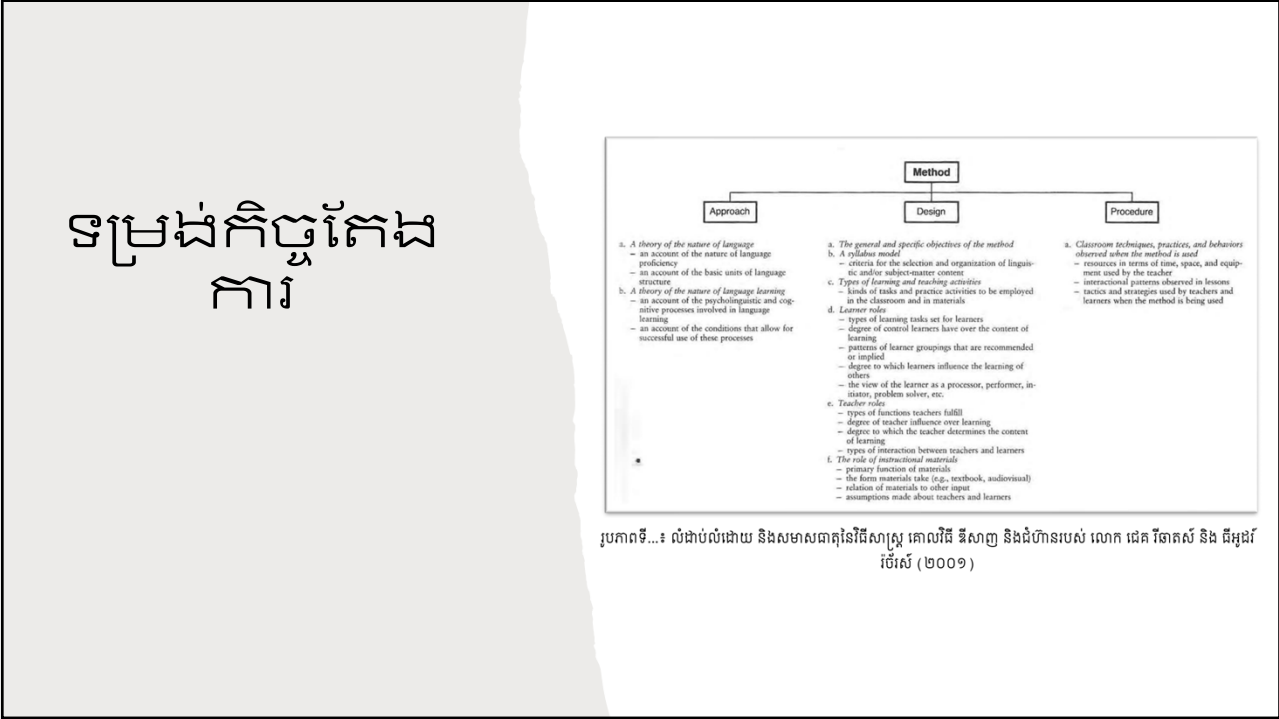 ទម្រង់កិច្ចតែង
ការ
Method
Approach
Design
Procedure
a. A theory of the nature of language
– an account of the nature of language
proficiency
– an account of the basic units of language
structure
b. A theory of the nature of language learning
– an account of the psycholinguistic and cog-
nitive processes involved in language
learning
– an account of the conditions that allow for
successful use of these processes
a. The general and specific objectives of the method
b. A syllabus model
– criteria for the selection and organization of linguis-
tic and/or subject-matter content
c. Types of learning and teaching activities
– kinds of tasks and practice activities to be employed
in the classroom and in materials
d. Learner roles
– types of learning tasks set for learners
– degree of control learners have over the content of
learning
– patterns of learner groupings that are recommended
or implied
– degree to which learners influence the learning of
others
– the view of the learner as a processor, performer, in-
itiator, problem solver, etc.
e. Teacher roles
– types of functions teachers fulfill
– degree of teacher influence over learning
– degree to which the teacher determines the content
of learning
– types of interaction between teachers and learners
f. The role of instructional materials
– primary function of materials
– the form materials take (e.g., textbook, audiovisual)
– relation of materials to other input
– assumptions made about teachers and learners
a. Classroom techniques, practices, and behaviors
observed when the method is used
– resources in terms of time, space, and equip-
ment used by the teacher
– interactional patterns observed in lessons
– tactics and strategies used by teachers and
learners when the method is being used
រូបភាពទី...៖ លំដាប់លំដោយ និងសមាសធាតុនៃវិធីសាស្ត្រ គោលវិធី ឌីសាញ និងជំហ៊ានរបស់ លោក ជេគ រីឆាតស៍ និង ធីអូដរ៍
រ៉ច័រស៍ (២០០១)